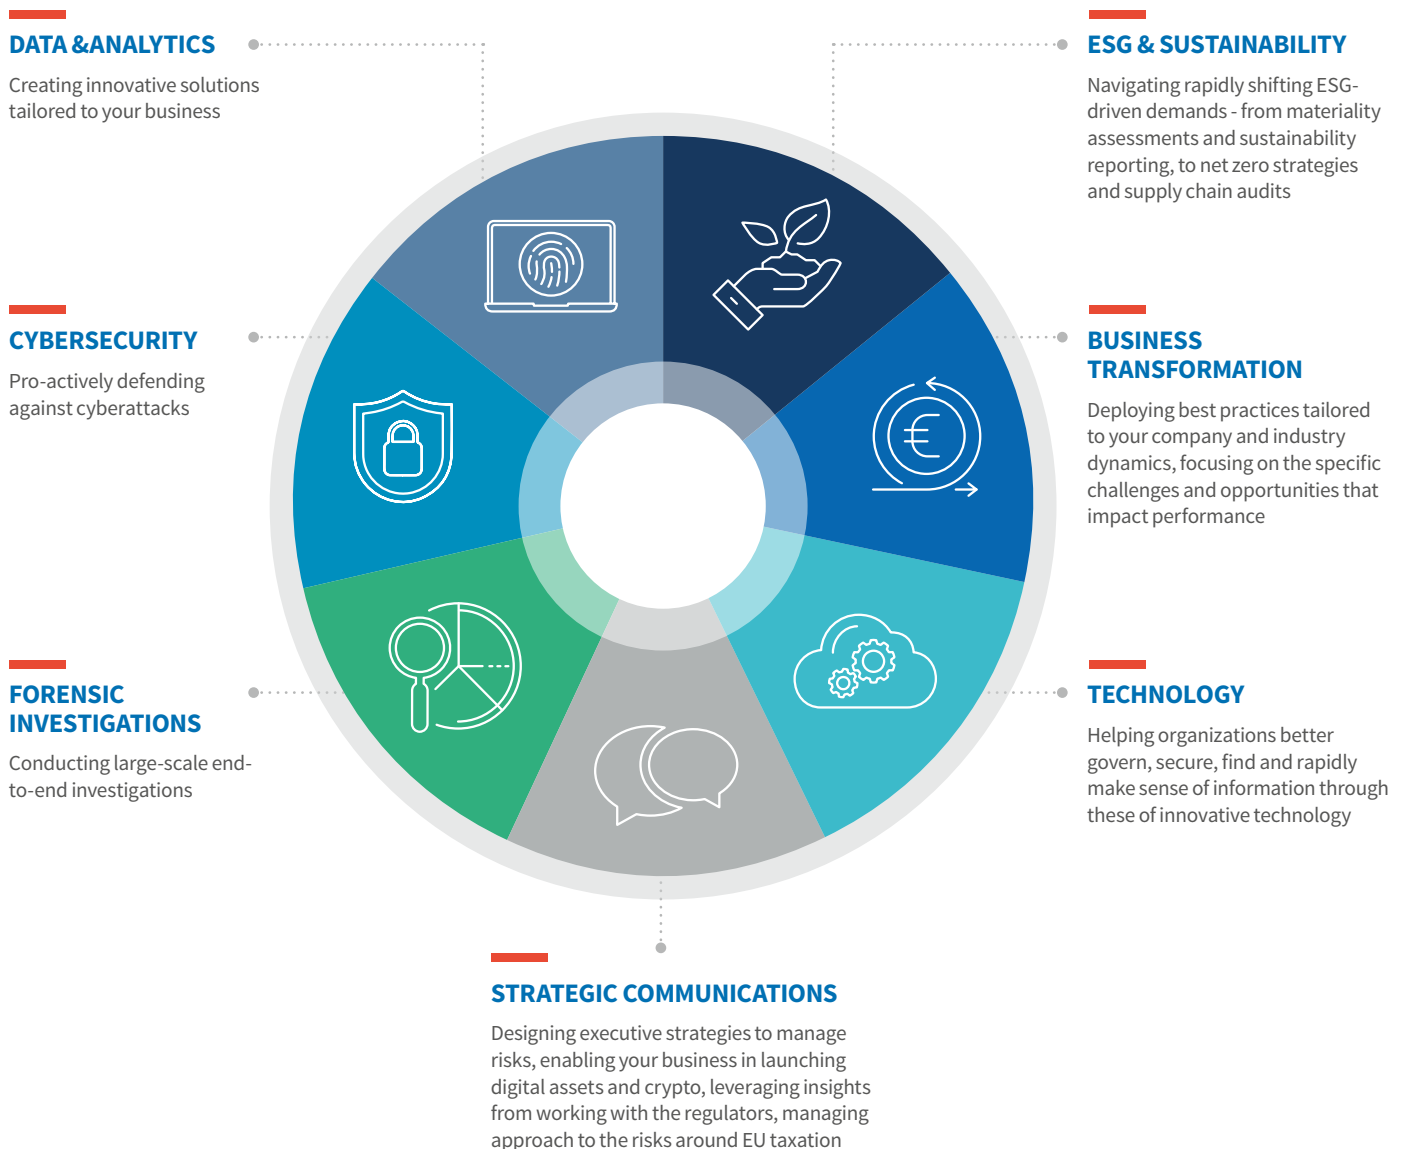 DATA &ANALYTICS
Creating innovative solutions
tailored to your business
CYBERSECURITY
Pro-actively defending
against cyberattacks
FORENSIC
INVESTIGATIONS
Conducting large-scale end-
to-end investigations
ESG & SUSTAINABILITY
Navigating rapidly shifting ESG-
driven demands - from materiality
assessments and sustainability
reporting, to net zero strategies
and supply chain audits
BUSINESS
TRANSFORMATION
Deploying best practices tailored
to your company and industry
dynamics, focusing on the specific
challenges and opportunities that
impact performance
TECHNOLOGY
Helping organizations better
govern, secure, find and rapidly
make sense of information through
these of innovative technology
STRATEGIC COMMUNICATIONS
Designing executive strategies to manage
risks, enabling your business in launching
digital assets and crypto, leveraging insights
from working with the regulators, managing
approach to the risks around EU taxation
€